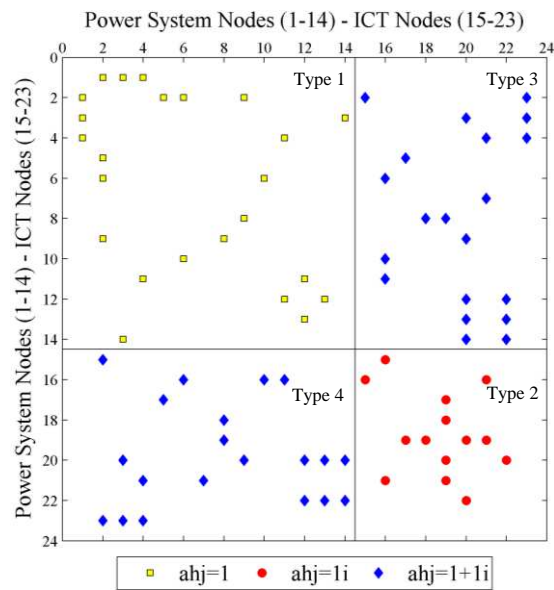 Power System Nodes (1-14) - ICT Nodes (15-23)
0 2 4 6 8 10 12 14 16 18 20 22 24
Power System Nodes (1-14) - ICT Nodes (15-23)
0
2
4
6
8
10
12
14
16
18
20
22
24
Type 1
Type 3
Type 4
Type 2
ahj=1 ahj=1i ahj=1+1i